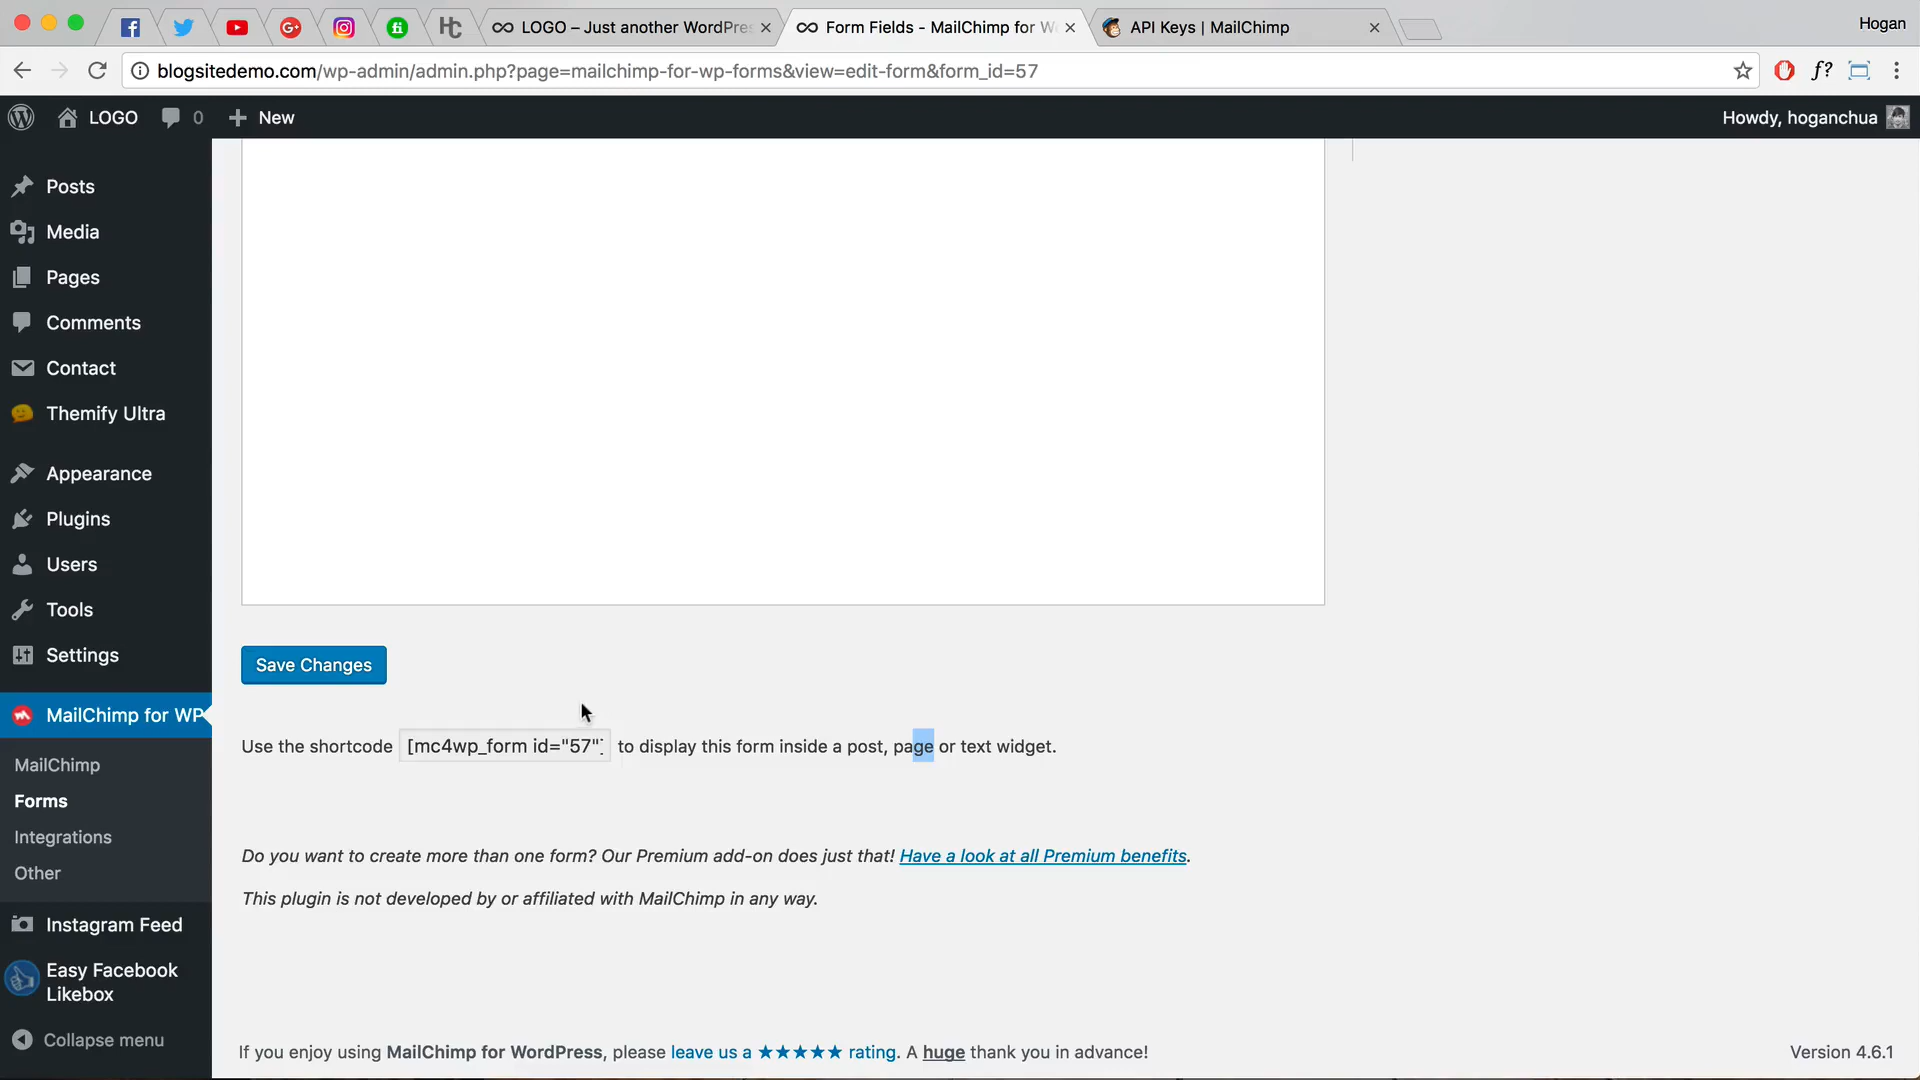 LOGO – Just another WordPres
Form Fields - MailChimp for W
API Keys | MailChimp
Hogan
blogsitedemo.com/wp-admin/admin.php?page=mailchimp-for-wp-forms&view=edit-form&form_id=57
f?
LOGO
0
New
Howdy, hoganchua
Posts
Media
Pages
Comments
Contact
Themify Ultra
Appearance
Plugins
Users
Tools
Settings
MailChimp for WP
MailChimp
Forms
Integrations
Other
Instagram Feed
Easy Facebook
Likebox
Collapse menu
Save Changes
Use the shortcode [mc4wp_form id="57"] to display this form inside a post, page or text widget.
Do you want to create more than one form? Our Premium add-on does just that! Have a look at all Premium benefits.
This plugin is not developed by or affiliated with MailChimp in any way.
If you enjoy using MailChimp for WordPress, please leave us a ★★★★★ rating. A huge thank you in advance!
Version 4.6.1